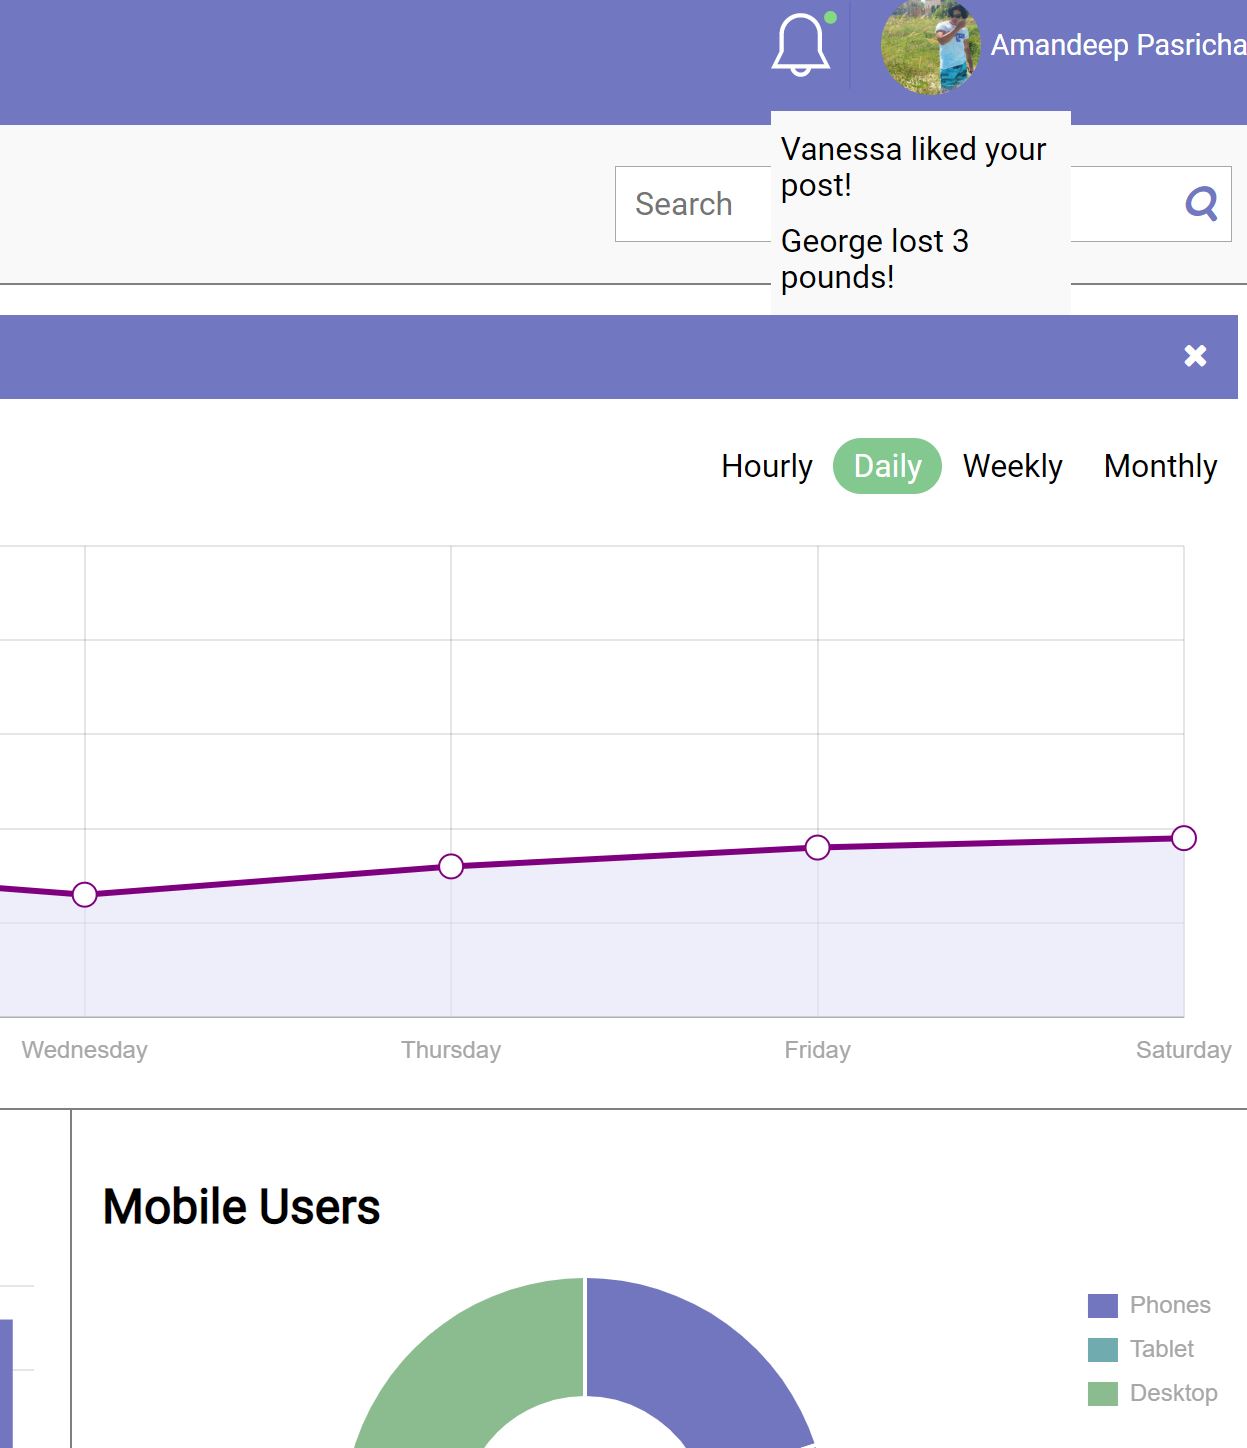 Amandeep Pasricha
Vanessa liked your
post!
Search
George lost 3
pounds!
Hourly Daily Weekly Monthly
Wednesday Thursday Friday Saturday
Mobile Users
Phones
Tablet
Desktop